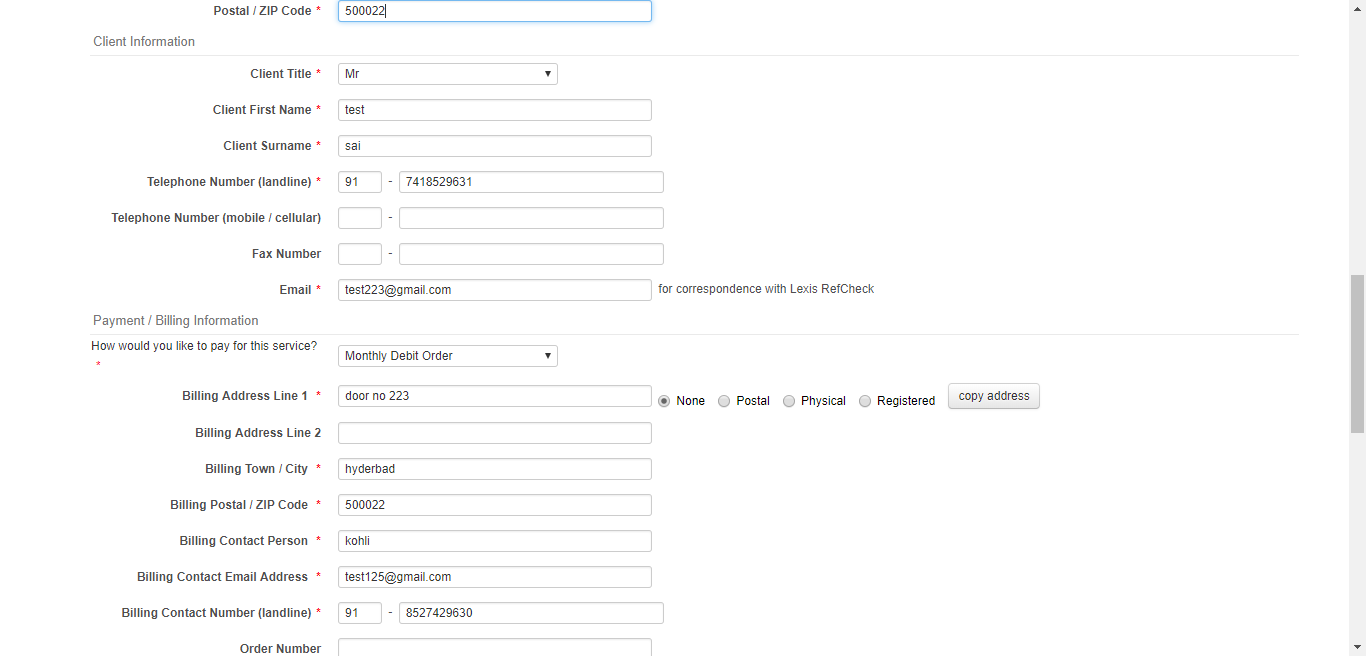 Postal / ZIP Code * 500022
Client Information
Client Title * Mr
Client First Name * test
Client Surname * sai
Telephone Number (landline) * 91 - 7418529631
Telephone Number (mobile / cellular) -
Fax Number -
Email * test223@gmail.com for correspondence with Lexis RefCheck
Payment / Billing Information
How would you like to pay for this service?
* Monthly Debit Order
Billing Address Line 1 * door no 223 None Postal Physical Registered copy address
Billing Address Line 2
Billing Town / City * hyderbad
Billing Postal / ZIP Code * 500022
Billing Contact Person * kohli
Billing Contact Email Address * test125@gmail.com
Billing Contact Number (landline) * 91 - 8527429630
Order Number